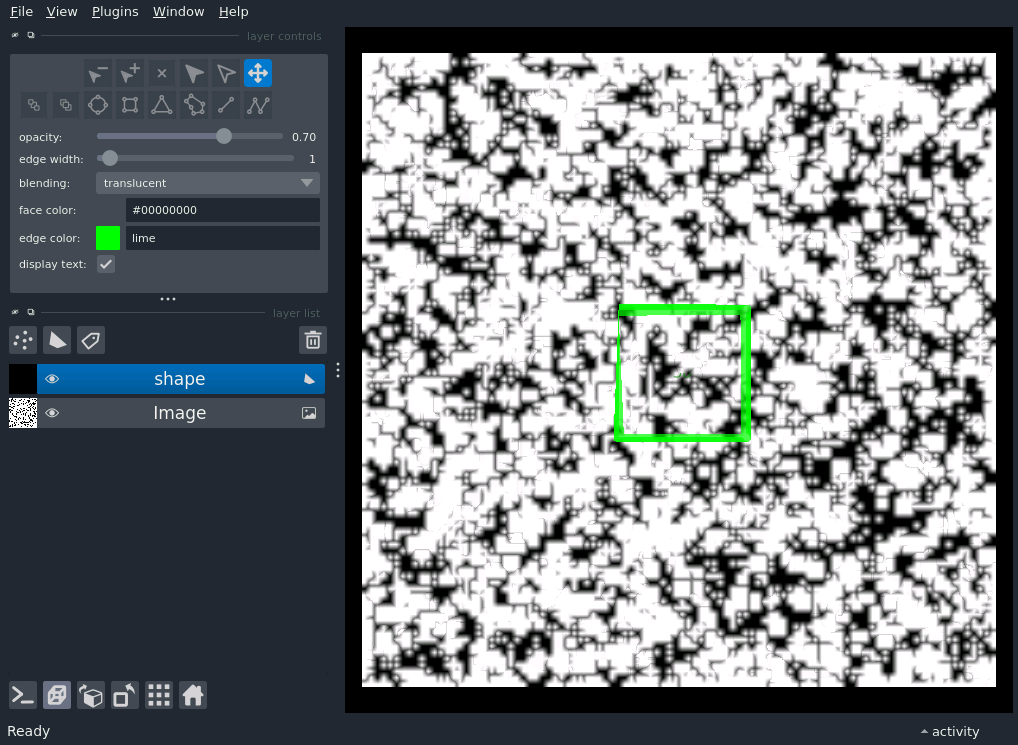 File View Plugins Window Help
layer controls
opacity: 0.70
edge width: 1
blending: translucent
face color: #00000000
edge color: lime
display text:
layer list
shape
Image
Ready
activity